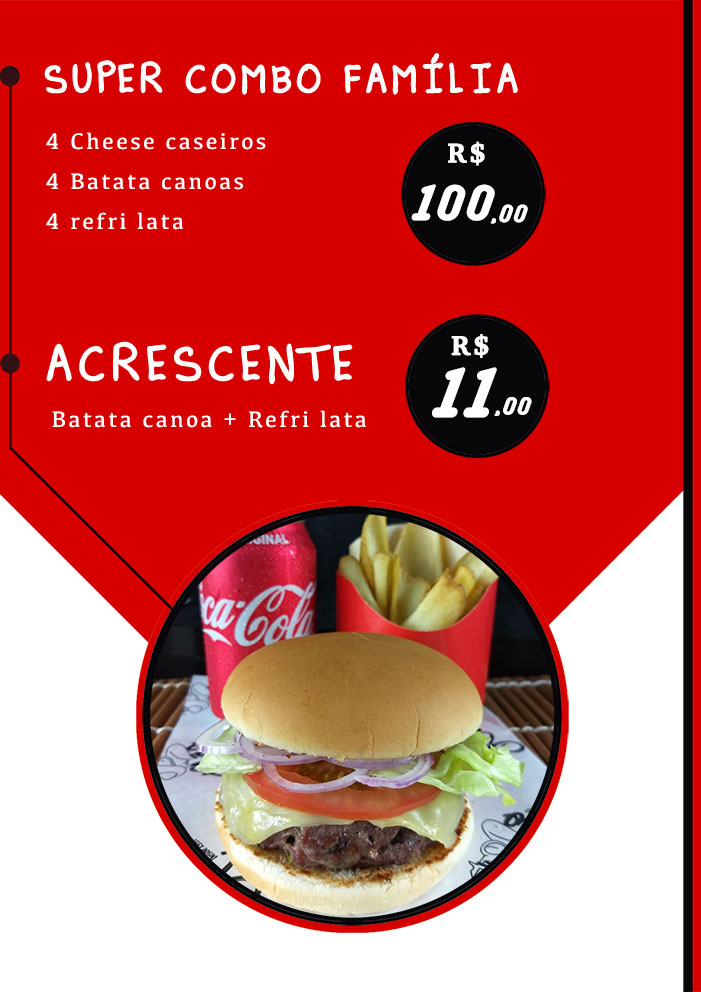 SUPER COMBO FAMÍLIA
4 Cheese caseiros
4 Batata canoas
4 refri lata
R$
100,00
ACRESCENTE
Batata canoa + Refri lata
R$
11,00
Coca-Cola